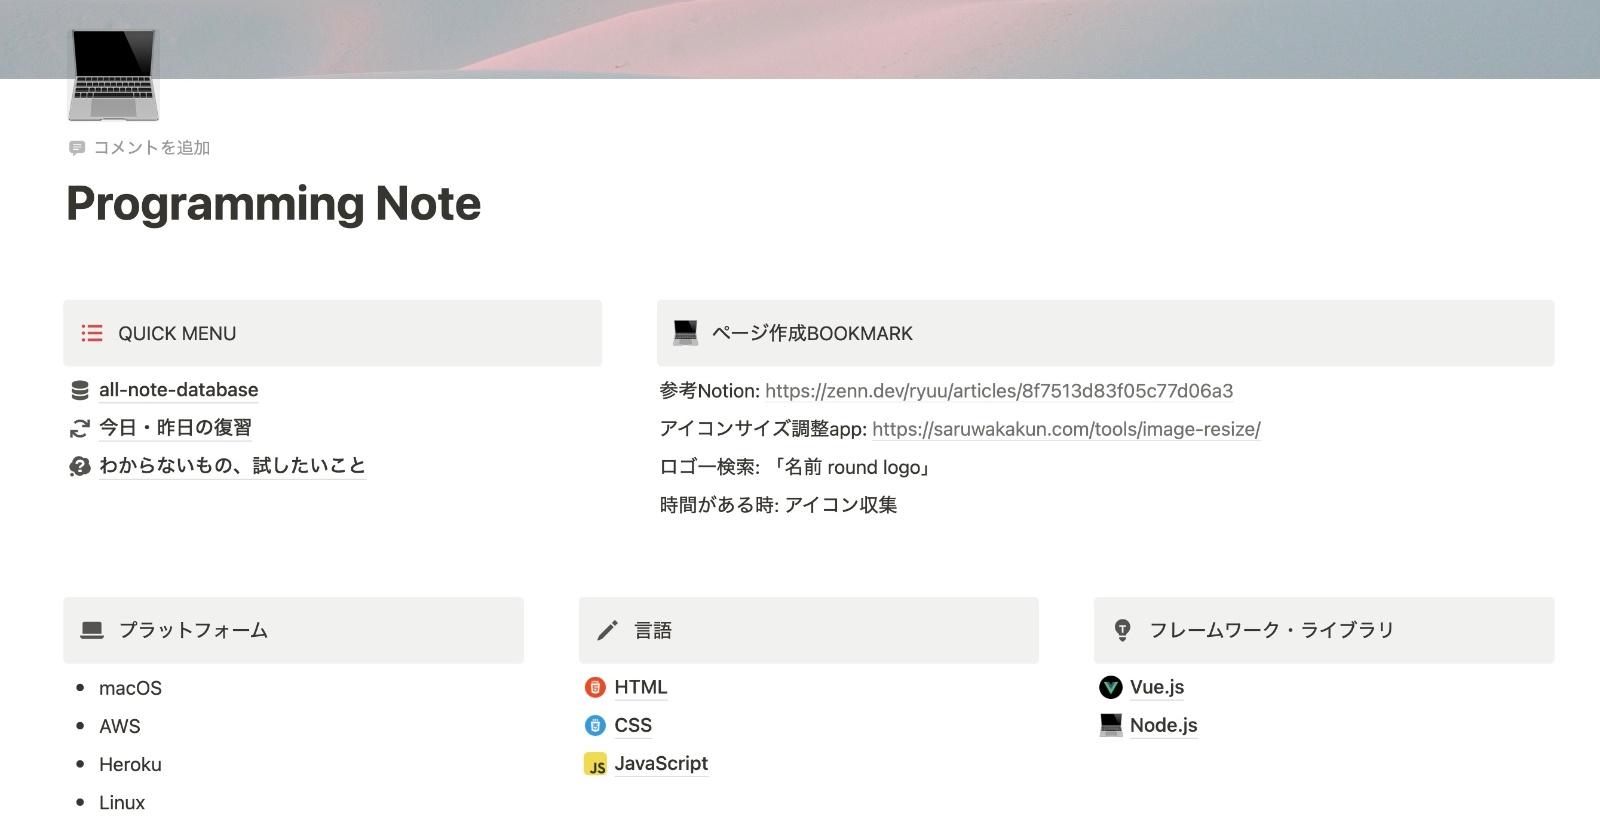 コメントを追加
Programming Note
QUICK MENU
all-note-database
今日・昨日の復習
わからないもの、試したいこと
ページ作成BOOKMARK
参考Notion: https://zenn.dev/ryuu/articles/8f7513d83f05c77d06a3
アイコンサイズ調整app: https://saruwakakun.com/tools/image-resize/
ロゴー検索: 「名前 round logo」
時間がある時: アイコン収集
プラットフォーム
• macOS
• AWS
• Heroku
• Linux
言語
HTML
CSS
JS JavaScript
フレームワーク・ライブラリ
Vue.js
Node.js